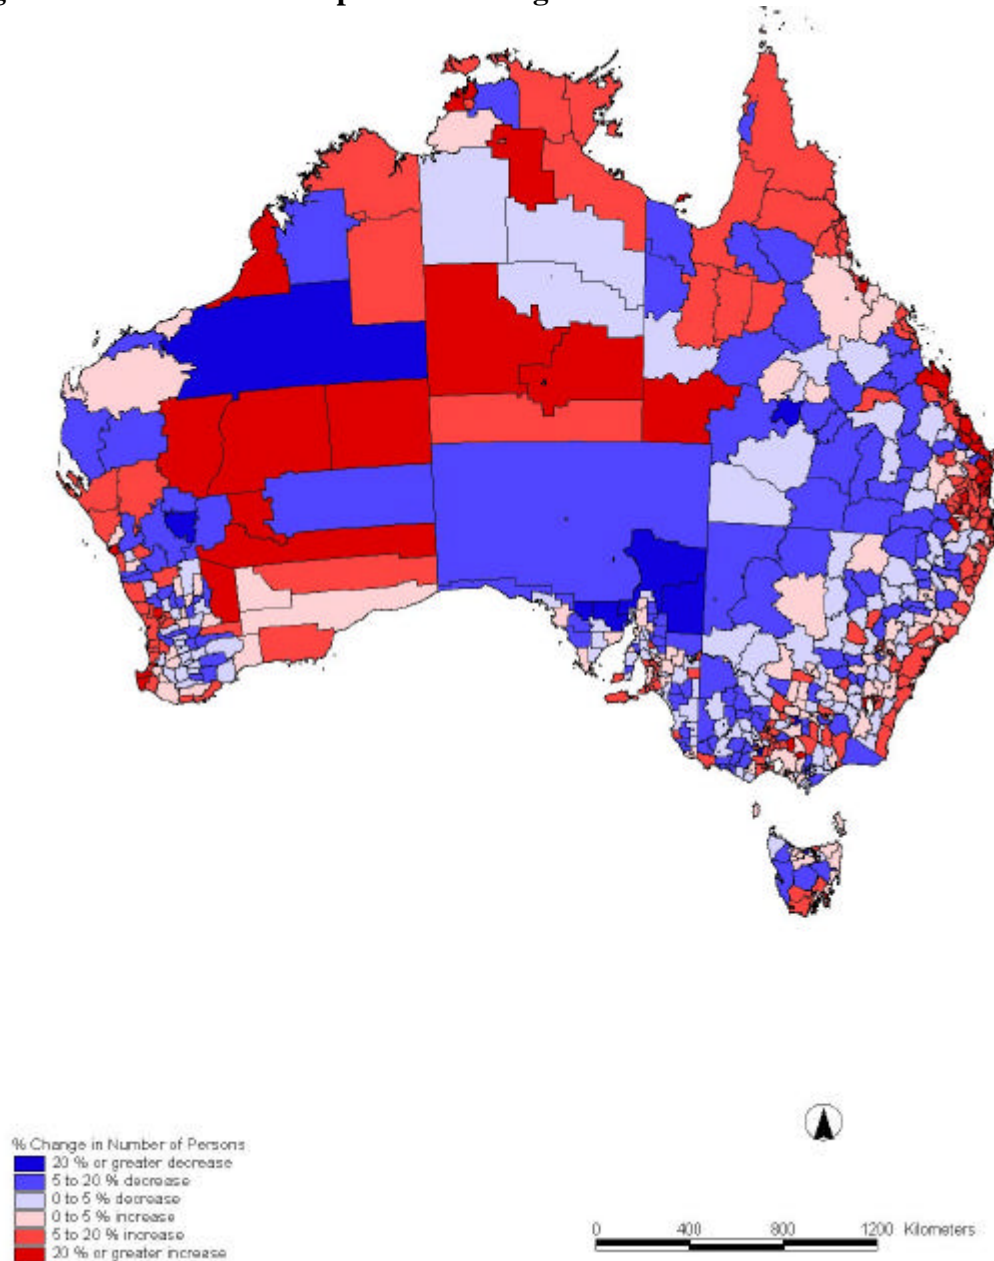 % Change in Number of Persons
20 % or greater decrease
5 to 20 % decrease
0 to 5 % decrease
0 to 5 % increase
5 to 20 % increase
20 % or greater increase
0 400 800 1200 Kilometers